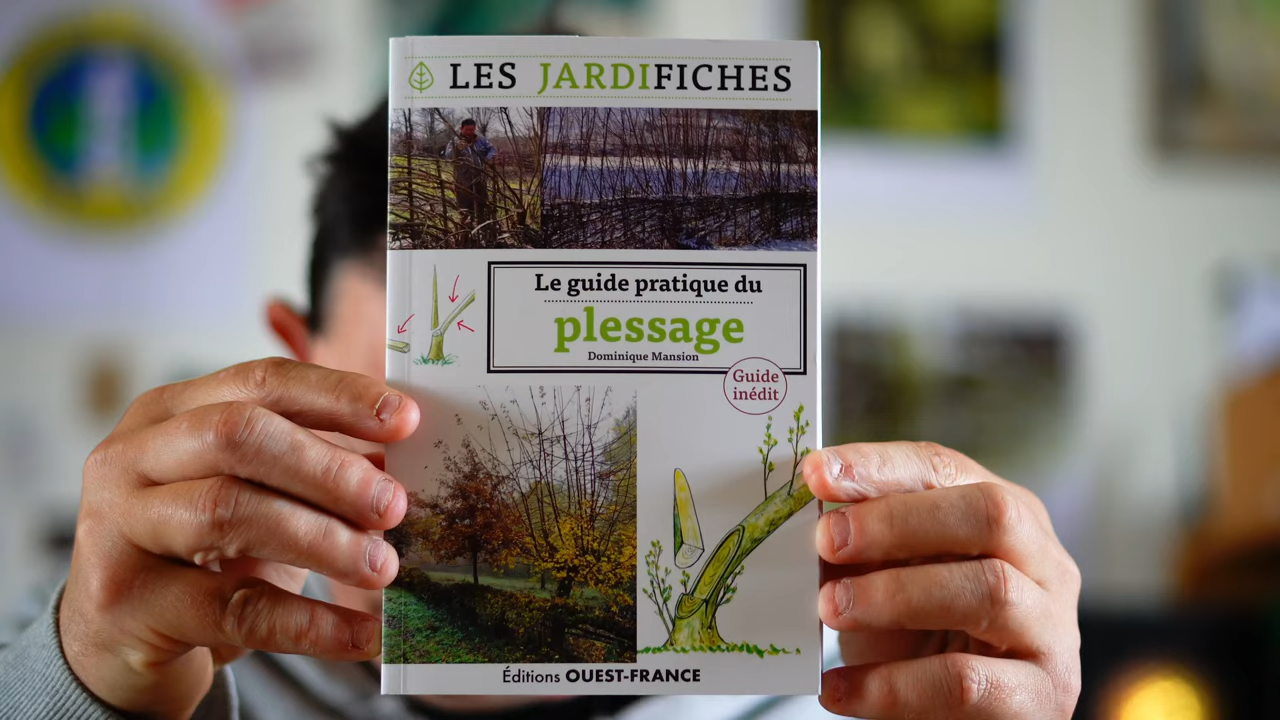 LES JARDIFICHES
Le guide pratique du
plessage
Dominique Mansion
Guide
inédit
Éditions OUEST-FRANCE